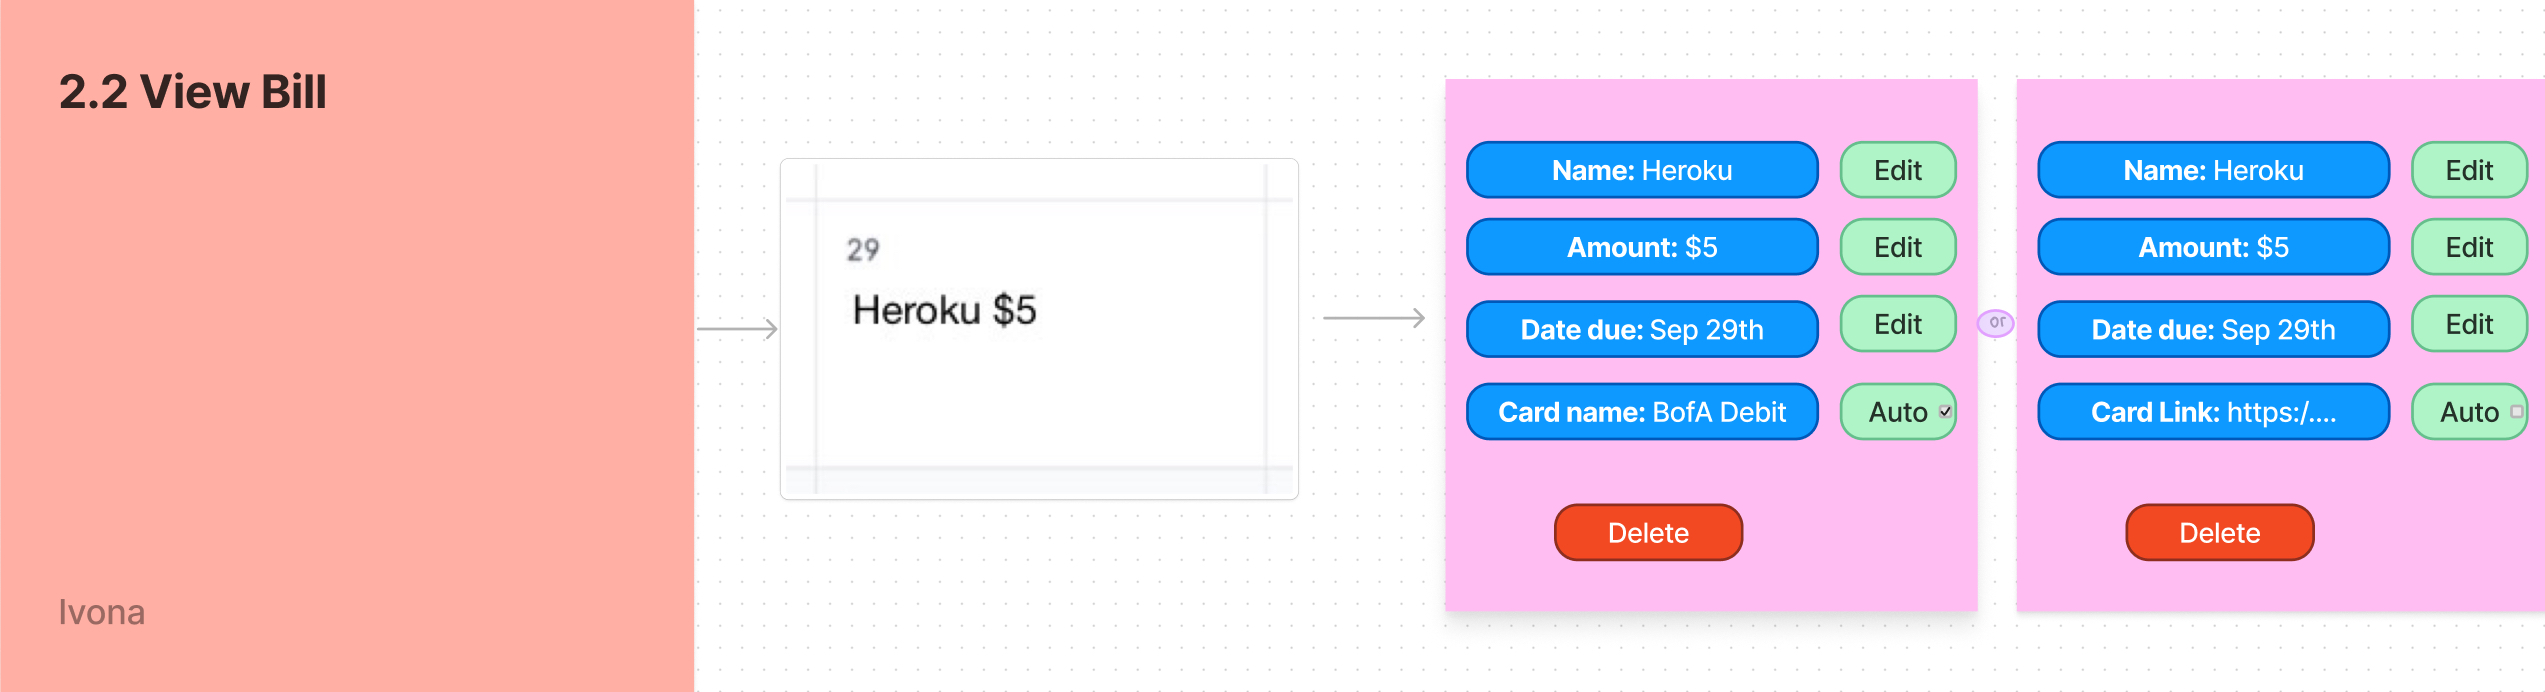 2.2 View Bill
Ivona
29
Heroku $5
Name: Heroku
Edit
Amount: $5
Edit
Date due: Sep 29th
Edit
Card name: BofA Debit
Auto
Delete
or
Name: Heroku
Edit
Amount: $5
Edit
Date due: Sep 29th
Edit
Card Link: https:/....
Auto
Delete